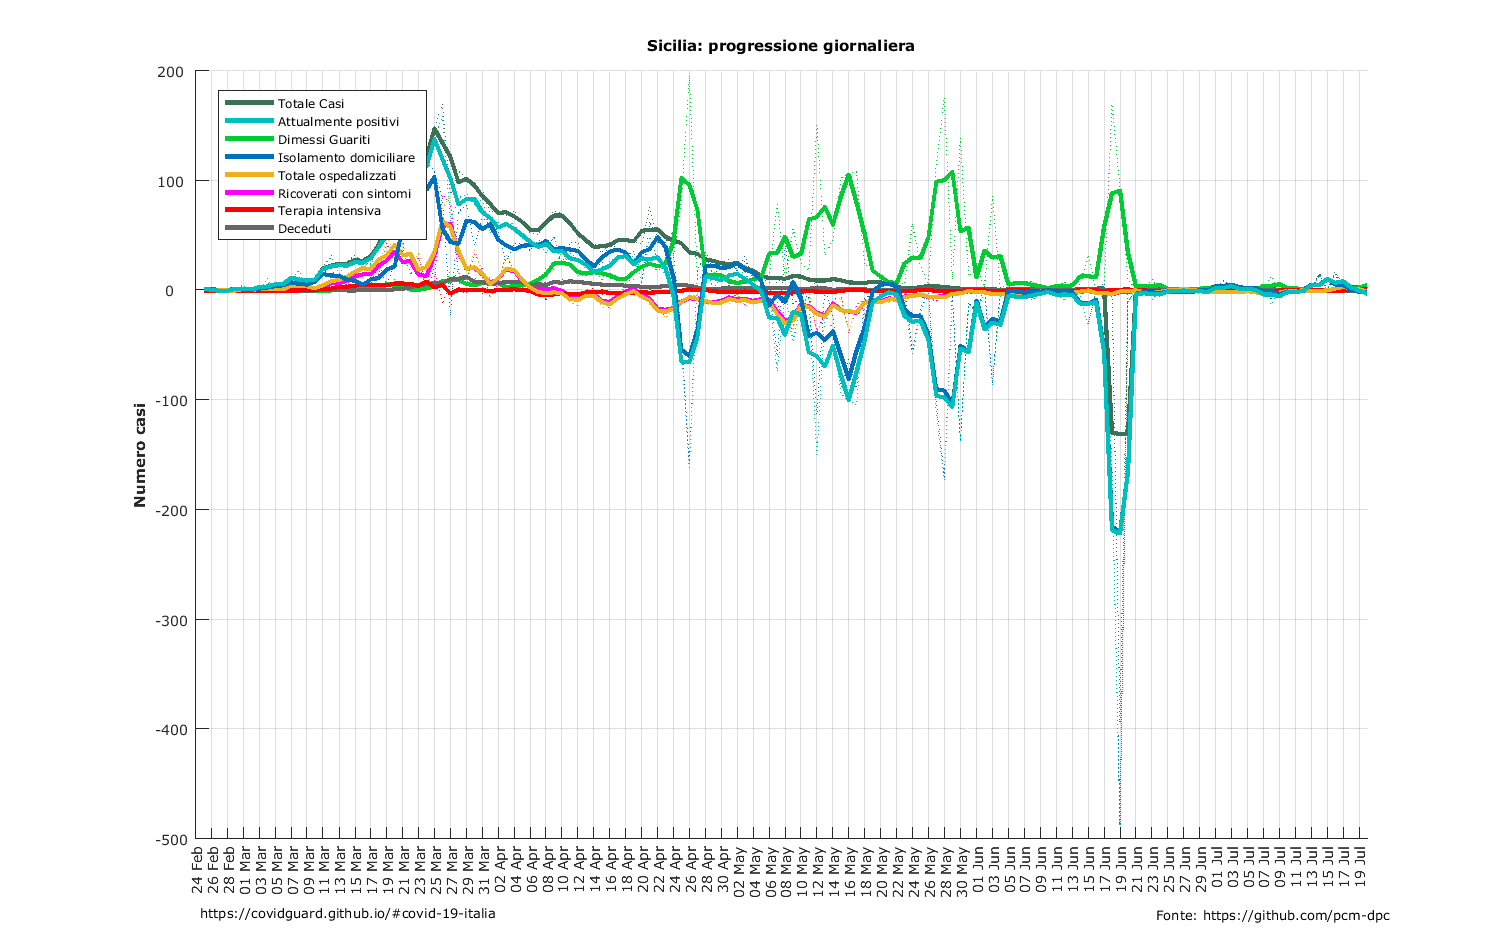 Sicilia: progressione giornaliera
200
100
0
-100
-200
-300
-400
-500
Numero casi
Totale Casi
Attualmente positivi
Dimessi Guariti
Isolamento domiciliare
Totale ospedalizzati
Ricoverati con sintomi
Terapia intensiva
Deceduti
24 Feb
26 Feb
28 Feb
01 Mar
03 Mar
05 Mar
07 Mar
09 Mar
11 Mar
13 Mar
15 Mar
17 Mar
19 Mar
21 Mar
23 Mar
25 Mar
27 Mar
29 Mar
31 Mar
02 Apr
04 Apr
06 Apr
08 Apr
10 Apr
12 Apr
14 Apr
16 Apr
18 Apr
20 Apr
22 Apr
24 Apr
26 Apr
28 Apr
30 Apr
02 May
04 May
06 May
08 May
10 May
12 May
14 May
16 May
18 May
20 May
22 May
24 May
26 May
28 May
30 May
01 Jun
03 Jun
05 Jun
07 Jun
09 Jun
11 Jun
13 Jun
15 Jun
17 Jun
19 Jun
21 Jun
23 Jun
25 Jun
27 Jun
29 Jun
01 Jul
03 Jul
05 Jul
07 Jul
09 Jul
11 Jul
13 Jul
15 Jul
17 Jul
19 Jul
https://covidguard.github.io/#covid-19-italia
Fonte: https://github.com/pcm-dpc